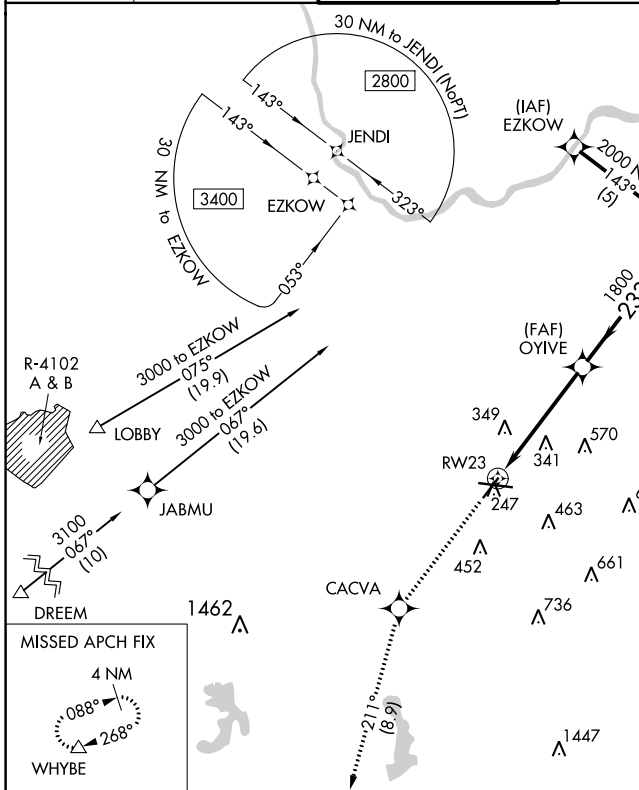 30 NM to JENDI (NoPT)
2800
143°
JENDI
(IAF)
EZKOW
143°
30 NM to EZKOW
3400
EZKOW
323°
053°
2000 N
143°
(5)
1800
232
(FAF)
OYIVE
R-4102
A & B
3000 to EZKOW
075°
(19.9)
LOBBY
3000 to EZKOW
067°
(19.6)
JABMU
349
341
570
RW23
247
463
452
661
3100
067°
(10)
DREEM
CACVA
736
1462
MISSED APCH FIX
4 NM
088°
268°
WHYBE
211°
(8.9)
1447